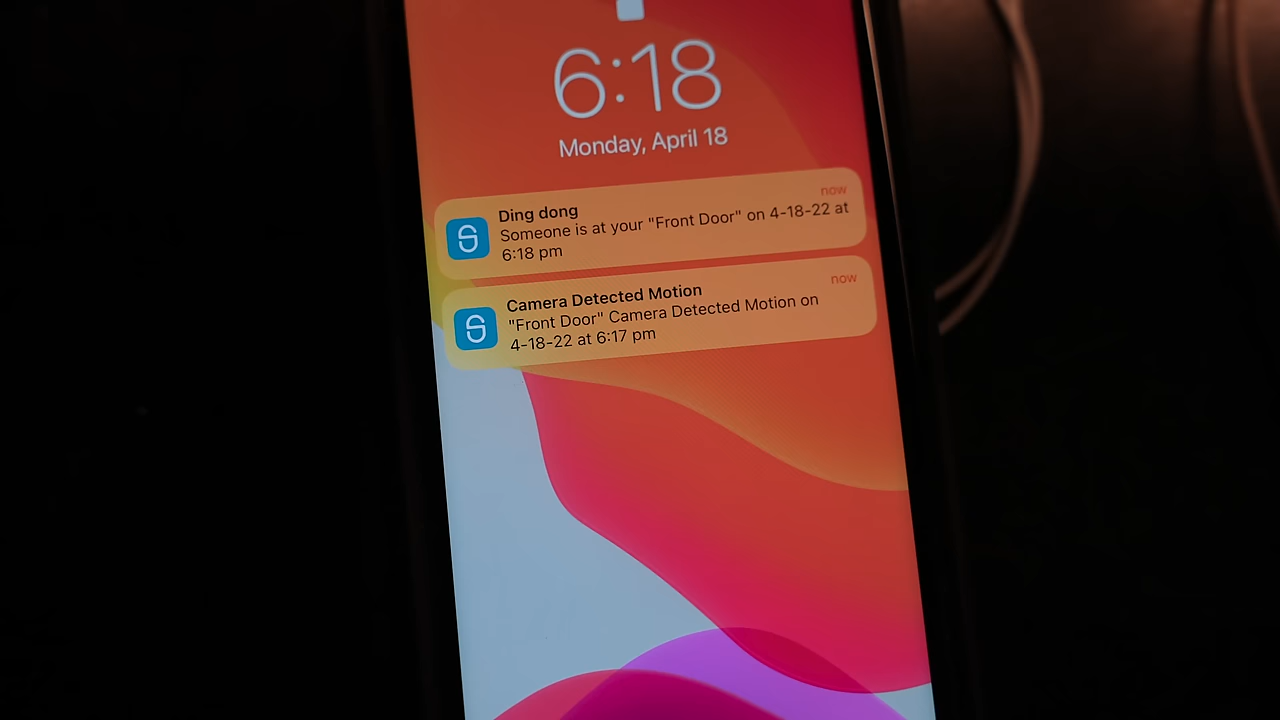 6:18
Monday, April 18
Ding dong
now
Someone is at your "Front Door" on 4-18-22 at
6:18 pm
Camera Detected Motion
now
"Front Door" Camera Detected Motion on
4-18-22 at 6:17 pm